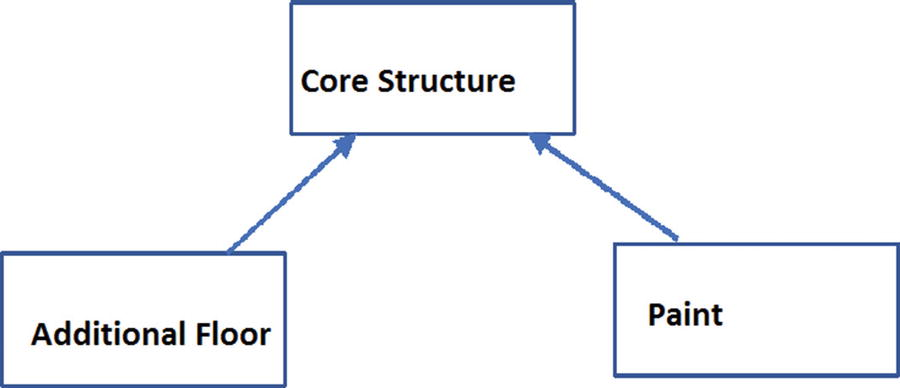 Core Structure
Additional Floor
Paint